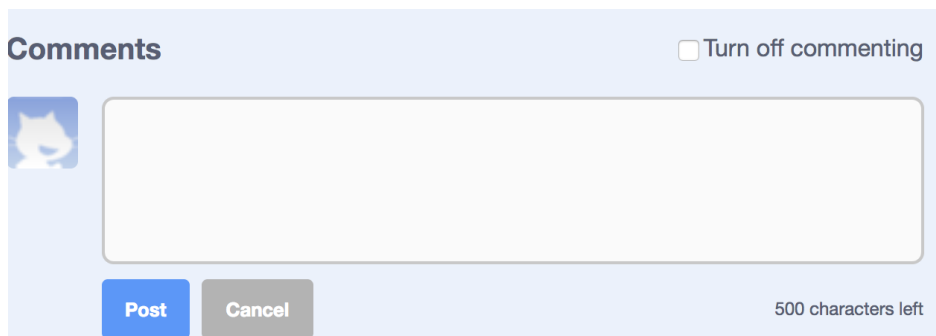 Comments
Turn off commenting
Post
Cancel
500 characters left